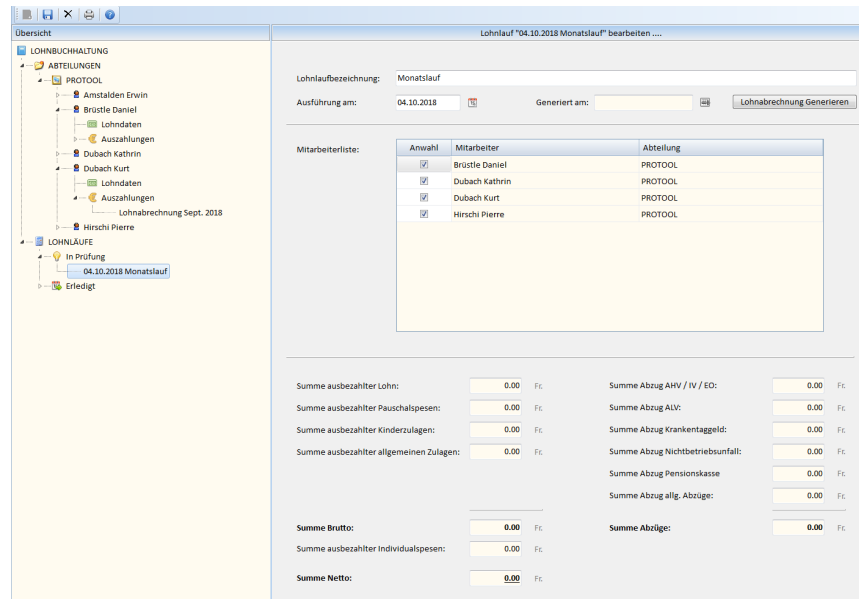 Übersicht
Lohnlauf "04.10.2018 Monatslauf" bearbeiten ....
LOHNBUCHHALTUNG
ABTEILUNGEN
PROTOOL
Amstalden Erwin
Brüstle Daniel
Lohndaten
Auszahlungen
Dubach Kathrin
Dubach Kurt
Lohndaten
Auszahlungen
Lohnabrechnung Sept. 2018
Hirschi Pierre
LOHNLÄUFE
In Prüfung
04.10.2018 Monatslauf
Erledigt
Lohnlaufbezeichnung: Monatslauf
Ausführung am: 04.10.2018 Generiert am: Lohnabrechnung Generieren
Mitarbeiterliste: Anwahl Mitarbeiter Abteilung
Brüstle Daniel PROTOOL
Dubach Kathrin PROTOOL
Dubach Kurt PROTOOL
Hirschi Pierre PROTOOL
Summe ausbezahlter Lohn: 0.00 Fr. Summe Abzug AHV / IV / EO: 0.00 Fr.
Summe ausbezahlter Pauschalspesen: 0.00 Fr. Summe Abzug ALV: 0.00 Fr.
Summe ausbezahlter Kinderzulagen: 0.00 Fr. Summe Abzug Krankentaggeld: 0.00 Fr.
Summe ausbezahlter allgemeinen Zulagen: 0.00 Fr. Summe Abzug Nichtbetriebsunfall: 0.00 Fr.
Summe Abzug Pensionskasse 0.00 Fr.
Summe Abzug allg. Abzüge: 0.00 Fr.
Summe Brutto: 0.00 Fr. Summe Abzüge: 0.00 Fr.
Summe ausbezahlter Individualspesen: 0.00 Fr.
Summe Netto: 0.00 Fr.